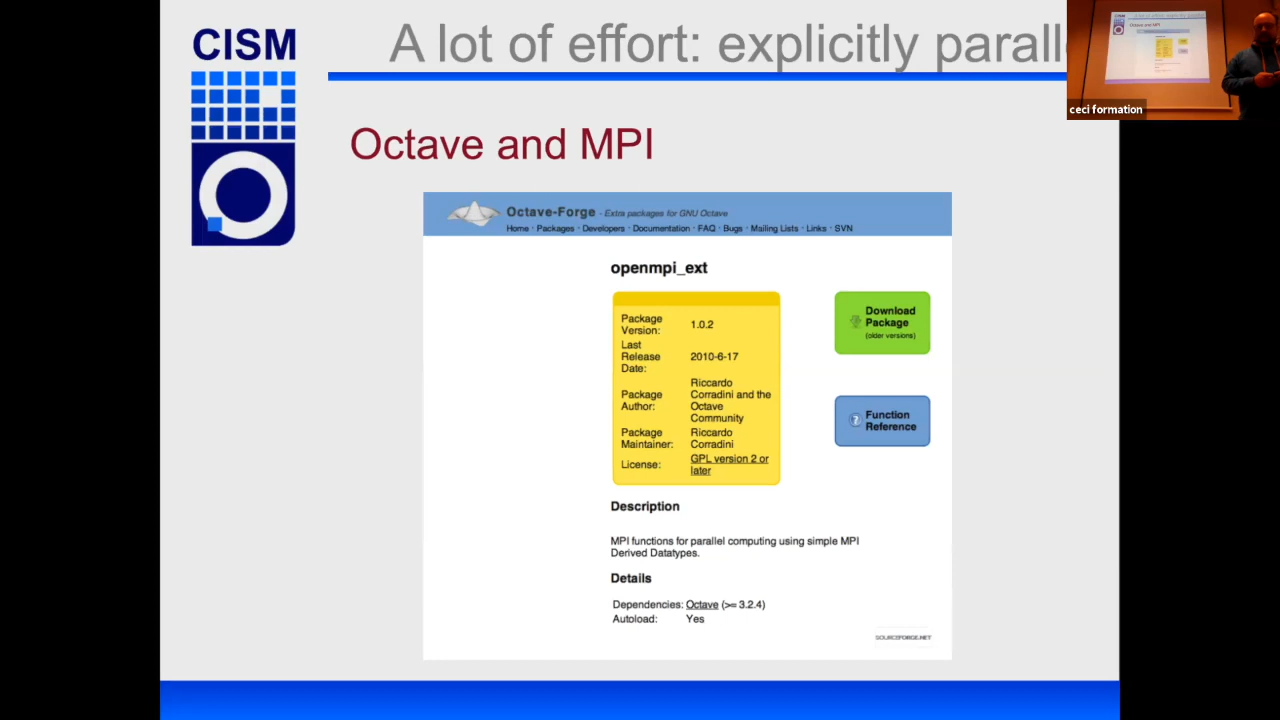 CISM
A lot of effort: explicitly parall
ceci formation
Octave and MPI
Octave-Forge - Extra packages for GNU Octave
Home · Packages · Developers · Documentation · FAQ · Bugs · Mailing Lists · Links · SVN
openmpi_ext
Package Version: 1.0.2
Last Release Date: 2010-6-17
Package Author: Riccardo Corradini and the Octave Community
Package Maintainer: Riccardo Corradini
License: GPL version 2 or later
Download
Package
(older versions)
Function
Reference
Description
MPI functions for parallel computing using simple MPI
Derived Datatypes.
Details
Dependencies: Octave (>= 3.2.4)
Autoload: Yes
SOURCEFORGE.NET